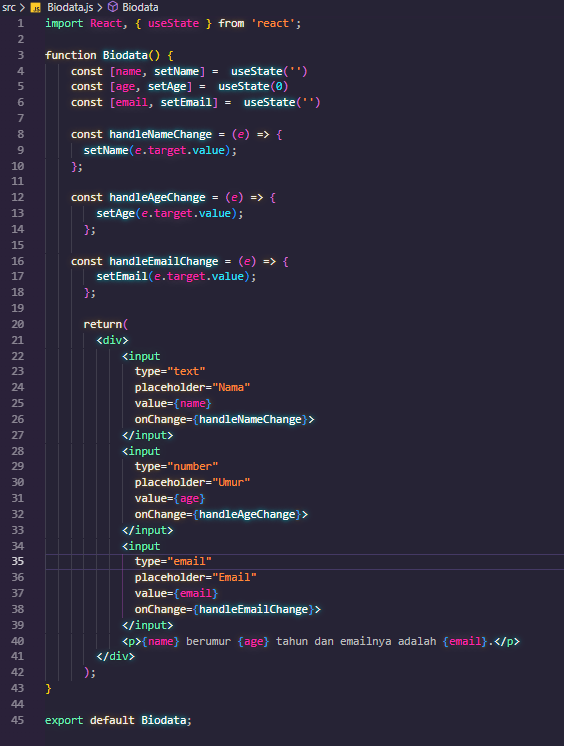 src > JS Biodata.js > Biodata
1 import React, { useState } from 'react';
2
3 function Biodata() {
4     const [name, setName] =  useState('')
5     const [age, setAge] =  useState(0)
6     const [email, setEmail] =  useState('')
7
8     const handleNameChange = (e) => {
9       setName(e.target.value);
10     };
11
12     const handleAgeChange = (e) => {
13         setAge(e.target.value);
14       };
15
16     const handleEmailChange = (e) => {
17         setEmail(e.target.value);
18       };
19
20       return(
21         <div>
22             <input
23               type="text"
24               placeholder="Nama"
25               value={name}
26               onChange={handleNameChange}>
27             </input>
28             <input
29               type="number"
30               placeholder="Umur"
31               value={age}
32               onChange={handleAgeChange}>
33             </input>
34             <input
35               type="email"
36               placeholder="Email"
37               value={email}
38               onChange={handleEmailChange}>
39             </input>
40             <p>{name} berumur {age} tahun dan emailnya adalah {email}.</p>
41         </div>
42       );
43 }
44
45 export default Biodata;